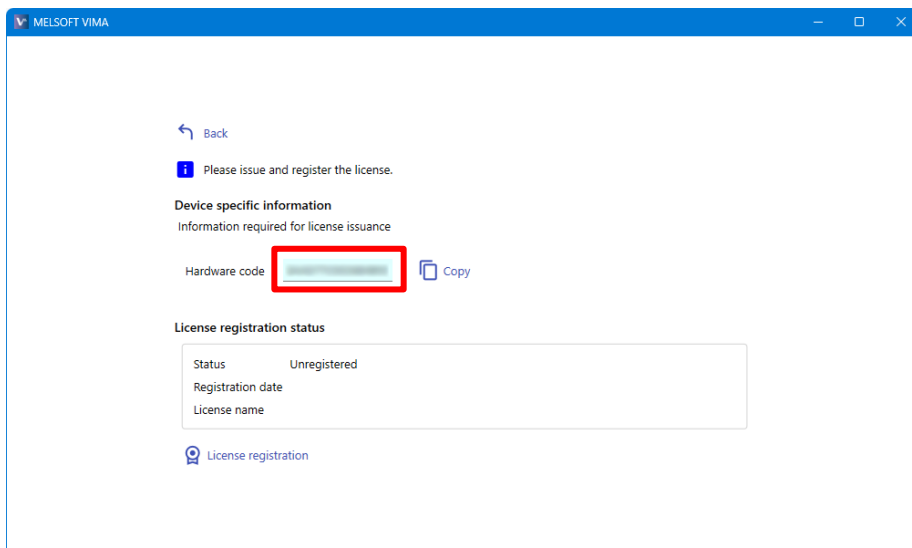 MELSOFT VIMA
Back
Please issue and register the license.
Device specific information
Information required for license issuance
Hardware code
Copy
License registration status
Status Unregistered
Registration date
License name
License registration